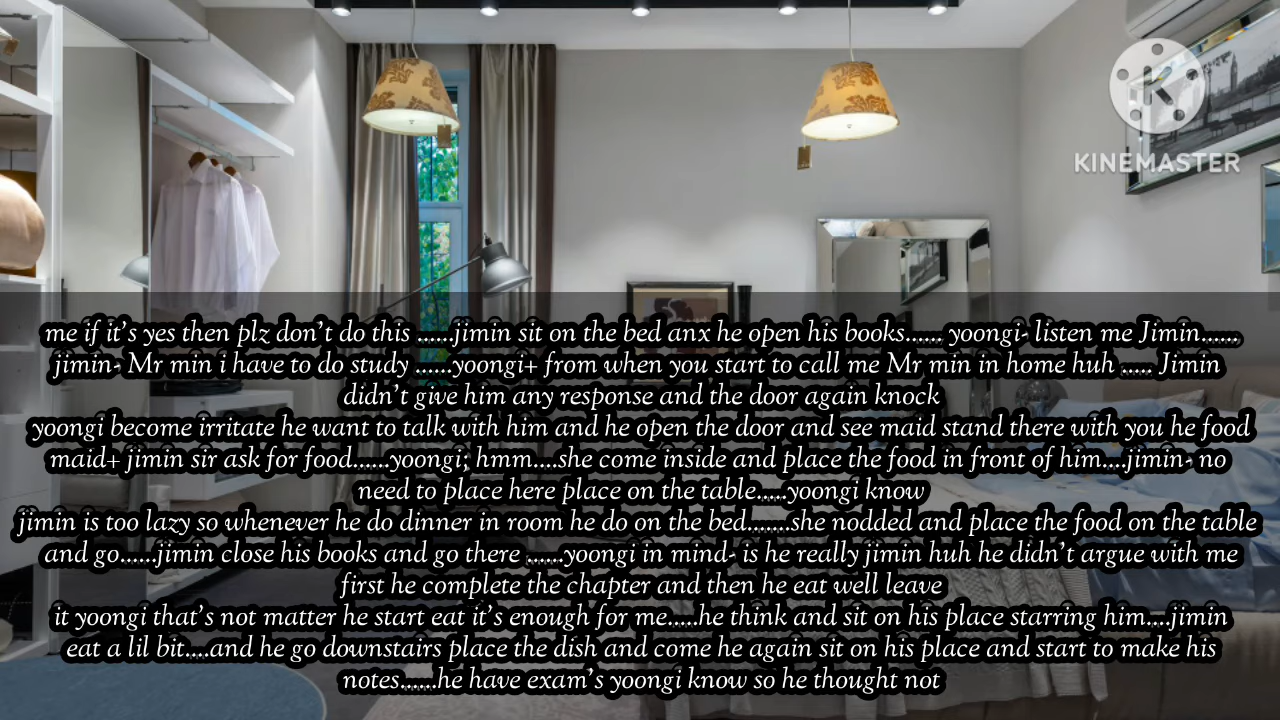 KINEMASTER
me if it's yes then plz don't do this ......jimin sit on the bed anx he open his books...... yoongi- listen me Jimin......
jimin- Mr min i have to do study ......yoongi+ from when you start to call me Mr min in home huh ..... Jimin
didn't give him any response and the door again knock
yoongi become irritate he want to talk with him and he open the door and see maid stand there with you he food
maid+ jimin sir ask for food......yoongi; hmm....she come inside and place the food in front of him....jimin- no
need to place here place on the table.....yoongi know
jimin is too lazy so whenever he do dinner in room he do on the bed.......she nodded and place the food on the table
and go......jimin close his books and go there ......yoongi in mind- is he really jimin huh he didn't argue with me
first he complete the chapter and then he eat well leave
it yoongi that's not matter he start eat it's enough for me.....he think and sit on his place starring him....jimin
eat a lil bit....and he go downstairs place the dish and come he again sit on his place and start to make his
notes.......he have exam's yoongi know so he thought not